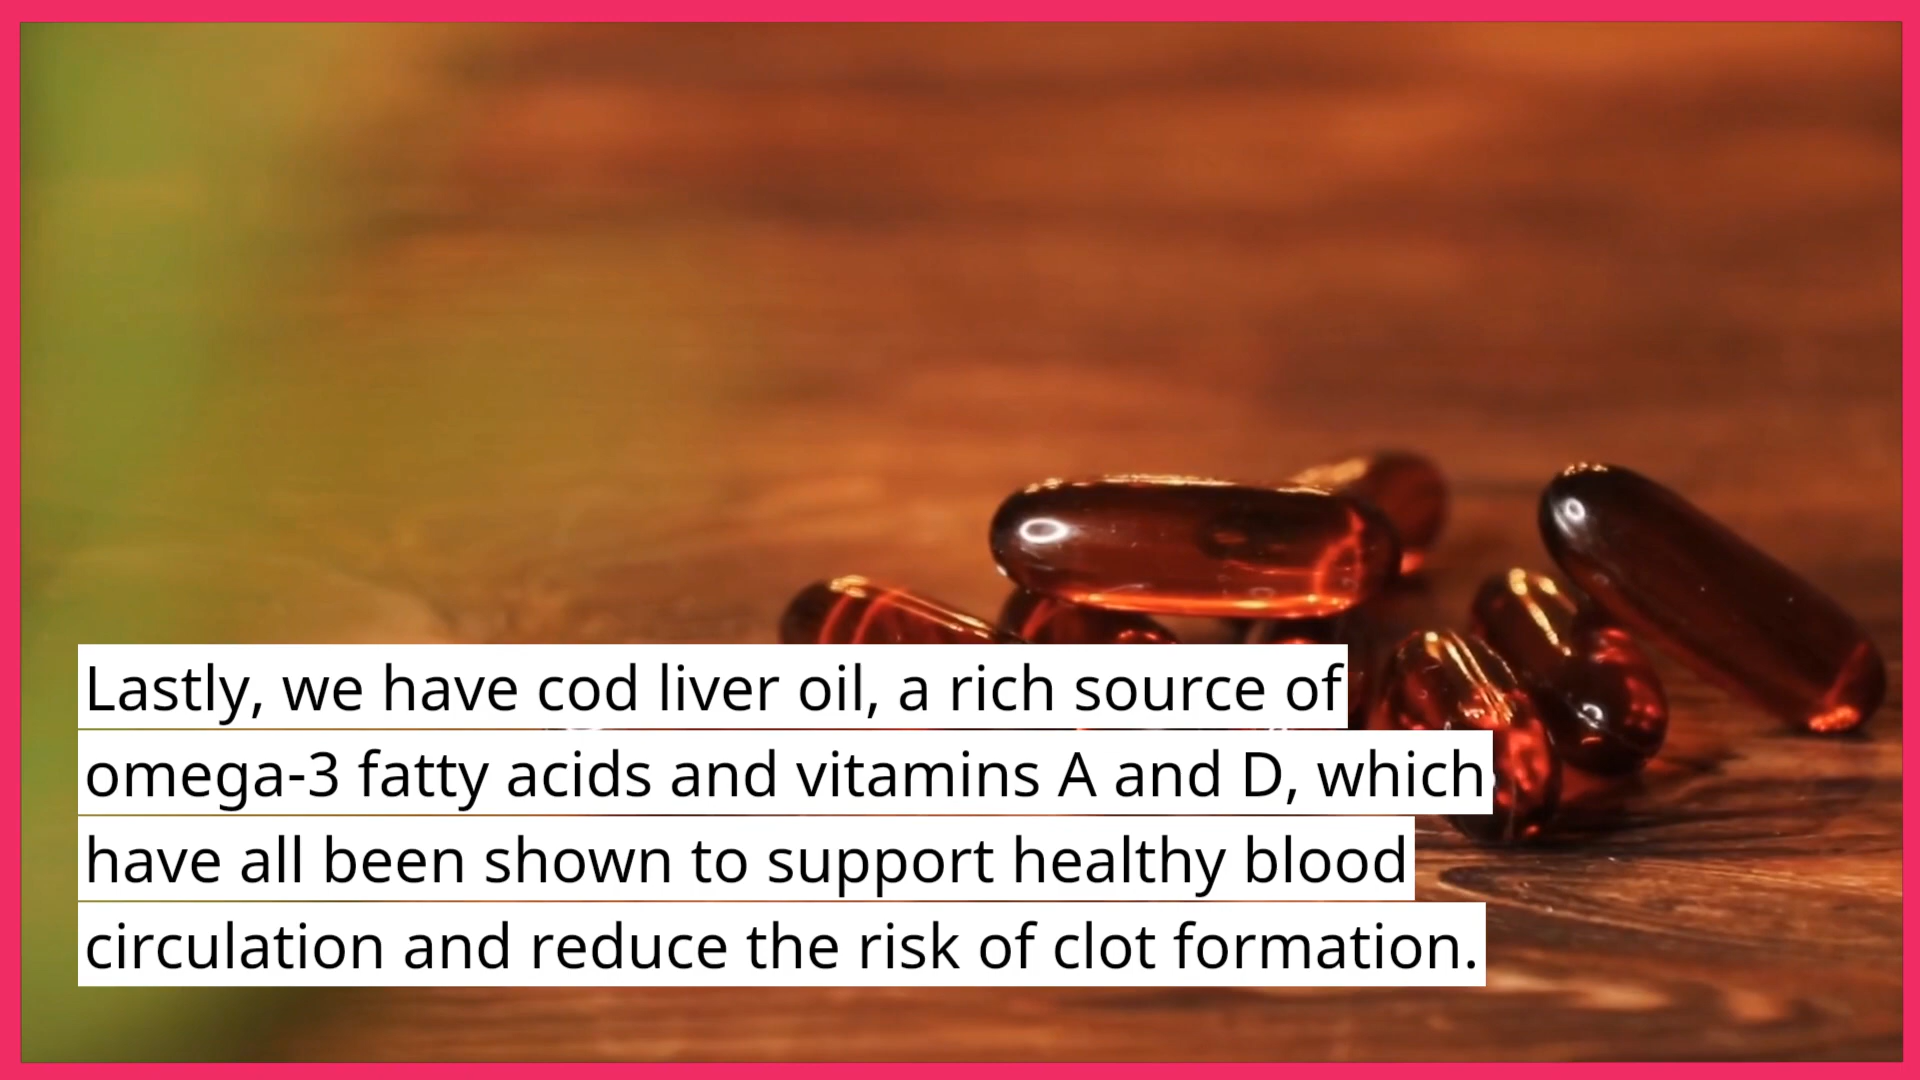 Lastly, we have cod liver oil, a rich source of
omega-3 fatty acids and vitamins A and D, which
have all been shown to support healthy blood
circulation and reduce the risk of clot formation.